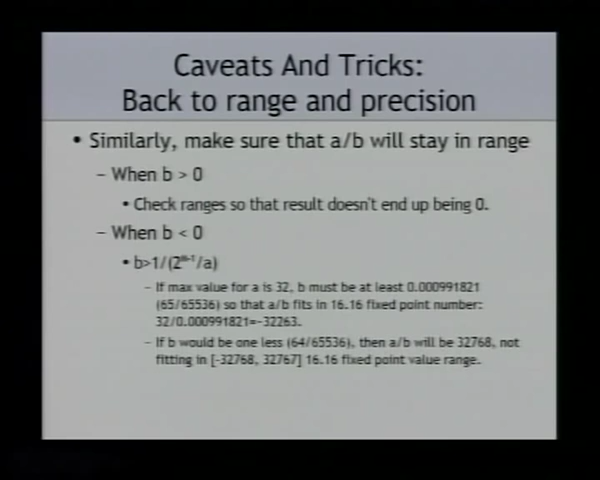 Caveats And Tricks:
Back to range and precision
• Similarly, make sure that a/b will stay in range
– When b > 0
• Check ranges so that result doesn't end up being 0.
– When b < 0
• b>1/(2ᵐ⁻¹/a)
– If max value for a is 32, b must be at least 0.000991821
(65/65536) so that a/b fits in 16.16 fixed point number:
32/0.000991821=~32263.
– If b would be one less (64/65536), then a/b will be 32768, not
fitting in [-32768, 32767] 16.16 fixed point value range.